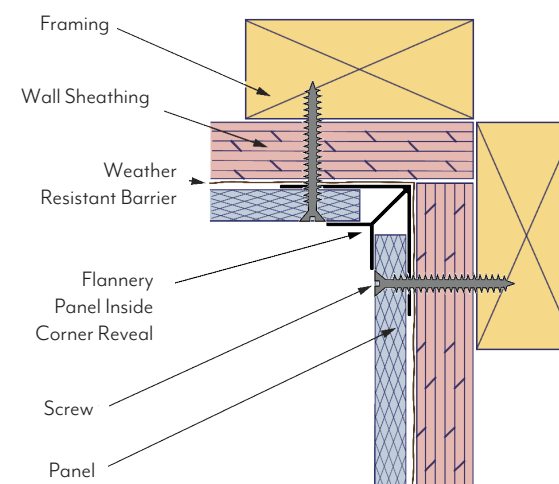 Framing
Wall Sheathing
Weather
Resistant Barrier
Flannery
Panel Inside
Corner Reveal
Screw
Panel